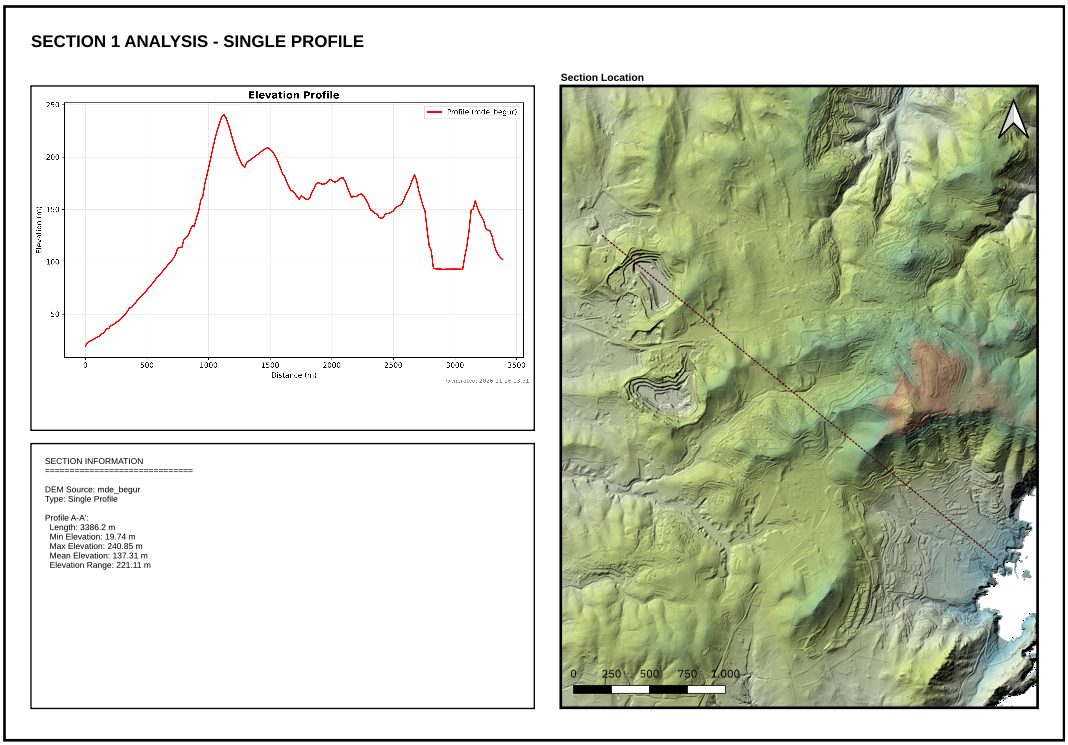 SECTION 1 ANALYSIS - SINGLE PROFILE
Elevation Profile
Profile (mde_begur)
250
200
150
100
50
Elevation (m)
0 500 1000 1500 2000 2500 3000 3500
Distance (m)
Generated:
SECTION INFORMATION
==============================
DEM Source: mde_begur
Type: Single Profile
Profile A-A':
Length: 3386.2 m
Min Elevation: 19.74 m
Max Elevation: 240.85 m
Mean Elevation: 137.31 m
Elevation Range: 221.11 m
Section Location
0 250 500 750 1.000